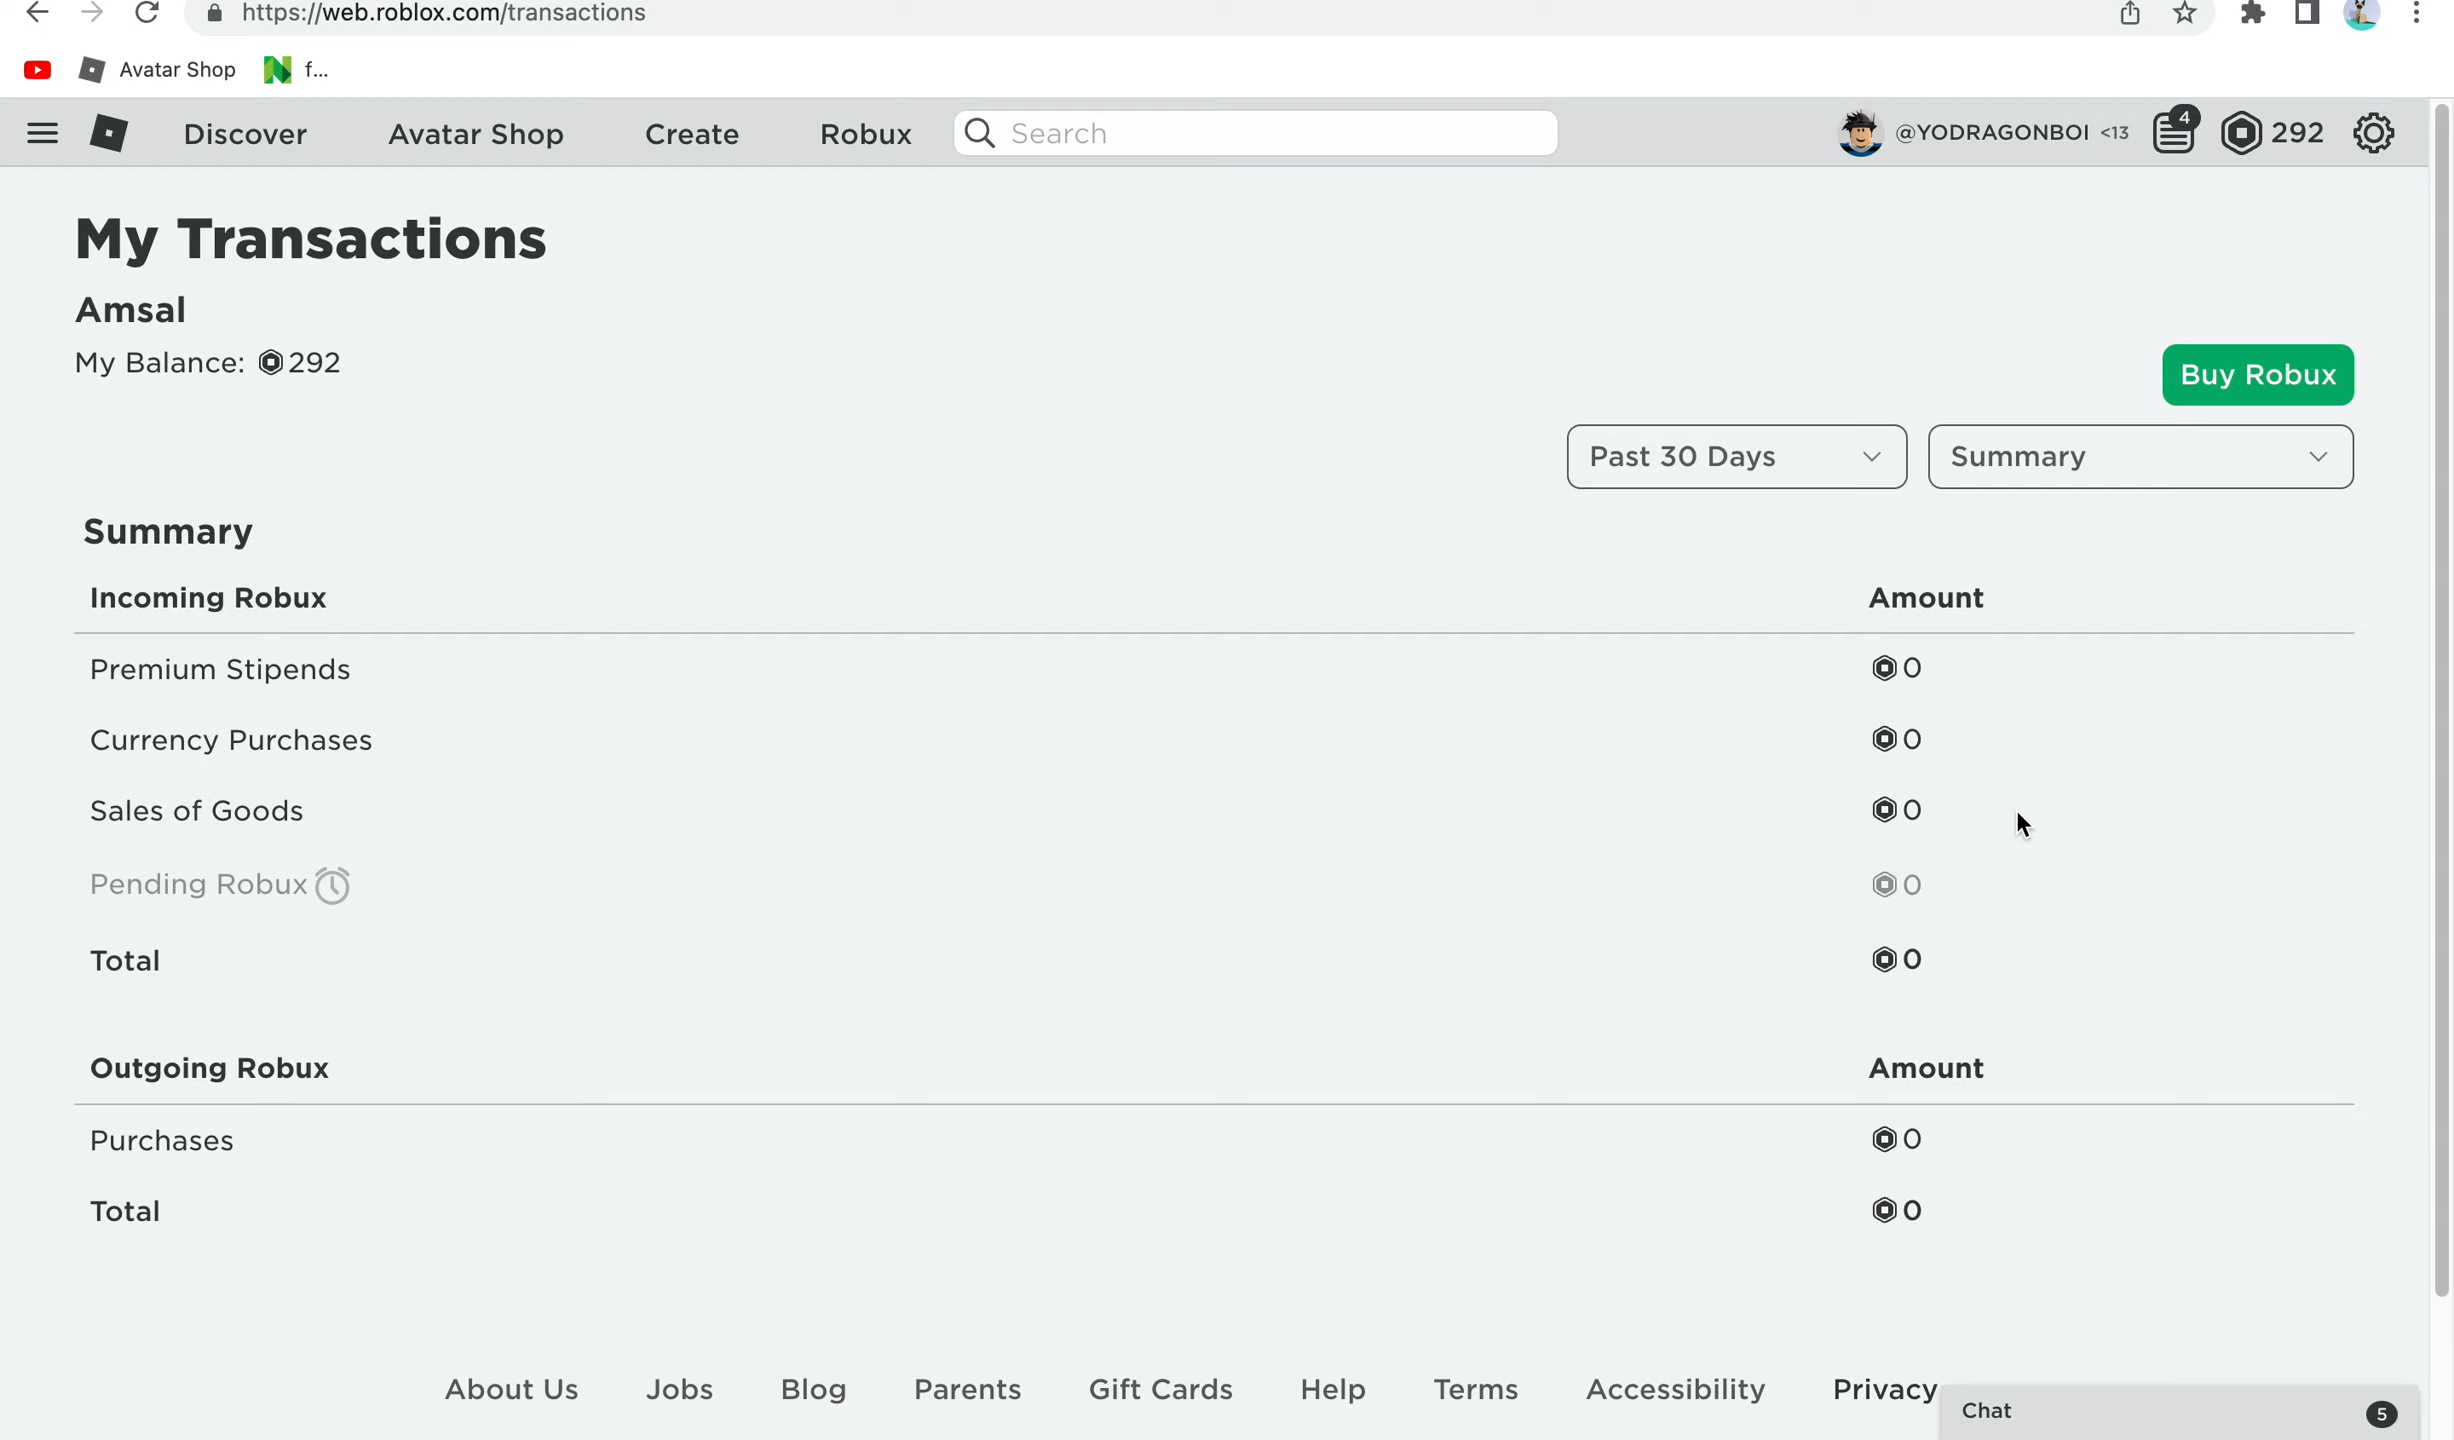 https://web.roblox.com/transactions
Avatar Shop f...
Discover Avatar Shop Create Robux Search @YODRAGONBOI <13 4 292
My Transactions
Amsal
My Balance: 292
Buy Robux
Past 30 Days Summary
Summary
Incoming Robux Amount
Premium Stipends 0
Currency Purchases 0
Sales of Goods 0
Pending Robux 0
Total 0
Outgoing Robux Amount
Purchases 0
Total 0
About Us Jobs Blog Parents Gift Cards Help Terms Accessibility Privacy
Chat 5